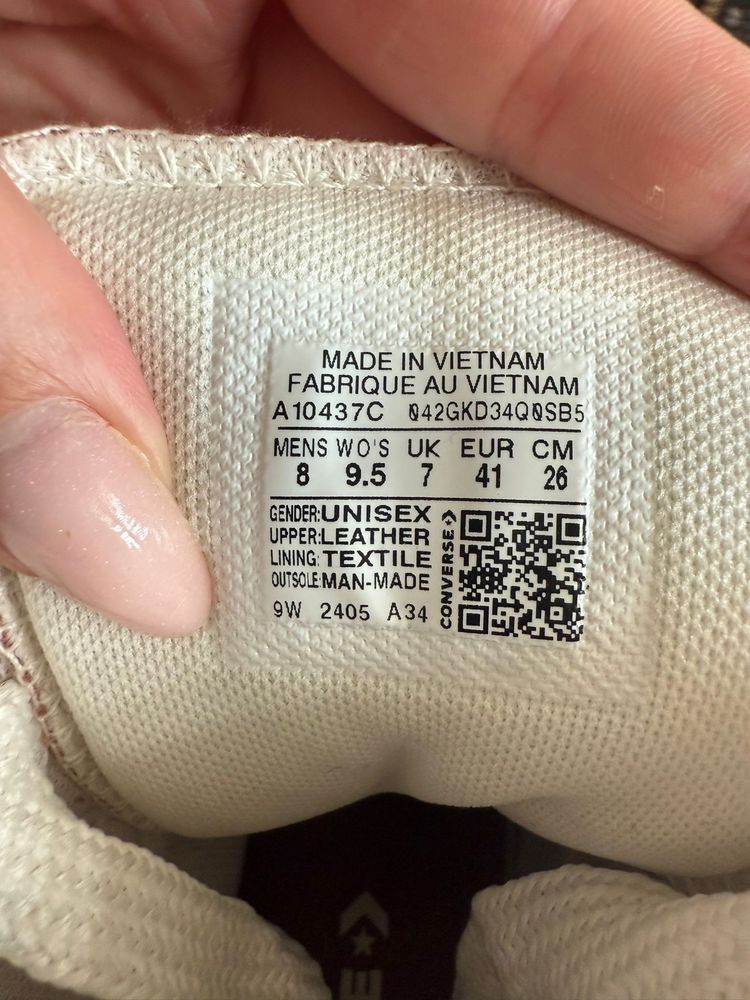 MADE IN VIETNAM
FABRIQUE AU VIETNAM
A10437C 042GKD34Q0SB5
MENS WO'S UK EUR CM
8 9.5 7 41 26
GENDER:UNISEX
UPPER:LEATHER
LINING:TEXTILE
OUTSOLE:MAN-MADE
9W 2405 A34
CONVERSE